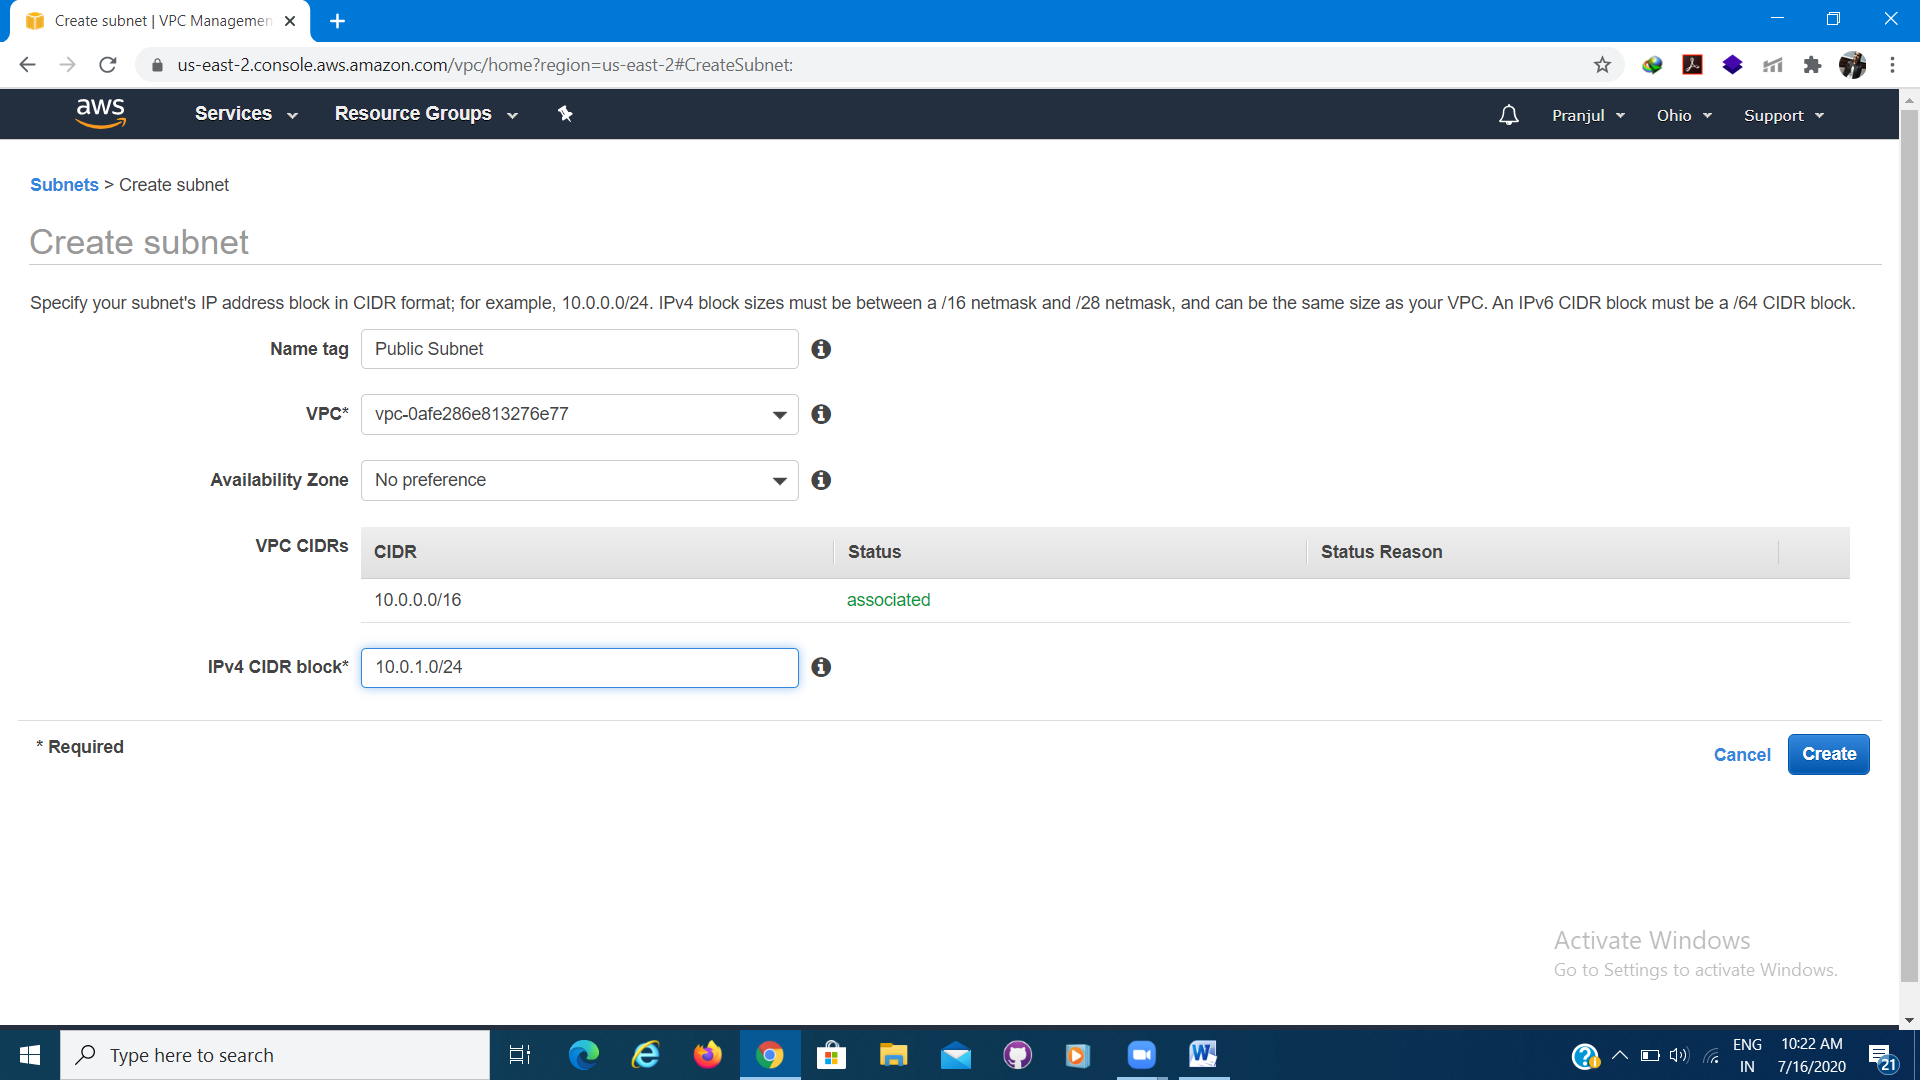 Create subnet | VPC Managemen
us-east-2.console.aws.amazon.com/vpc/home?region=us-east-2#CreateSubnet:
aws Services Resource Groups Pranjul Ohio Support
Subnets > Create subnet
Create subnet
Specify your subnet's IP address block in CIDR format; for example, 10.0.0.0/24. IPv4 block sizes must be between a /16 netmask and /28 netmask, and can be the same size as your VPC. An IPv6 CIDR block must be a /64 CIDR block.
Name tag Public Subnet
VPC* vpc-0afe286e813276e77
Availability Zone No preference
VPC CIDRs CIDR Status Status Reason
10.0.0.0/16 associated
IPv4 CIDR block* 10.0.1.0/24
* Required
Cancel Create
Activate Windows
Go to Settings to activate Windows.
Type here to search
ENG
IN
10:22 AM
7/16/2020
21